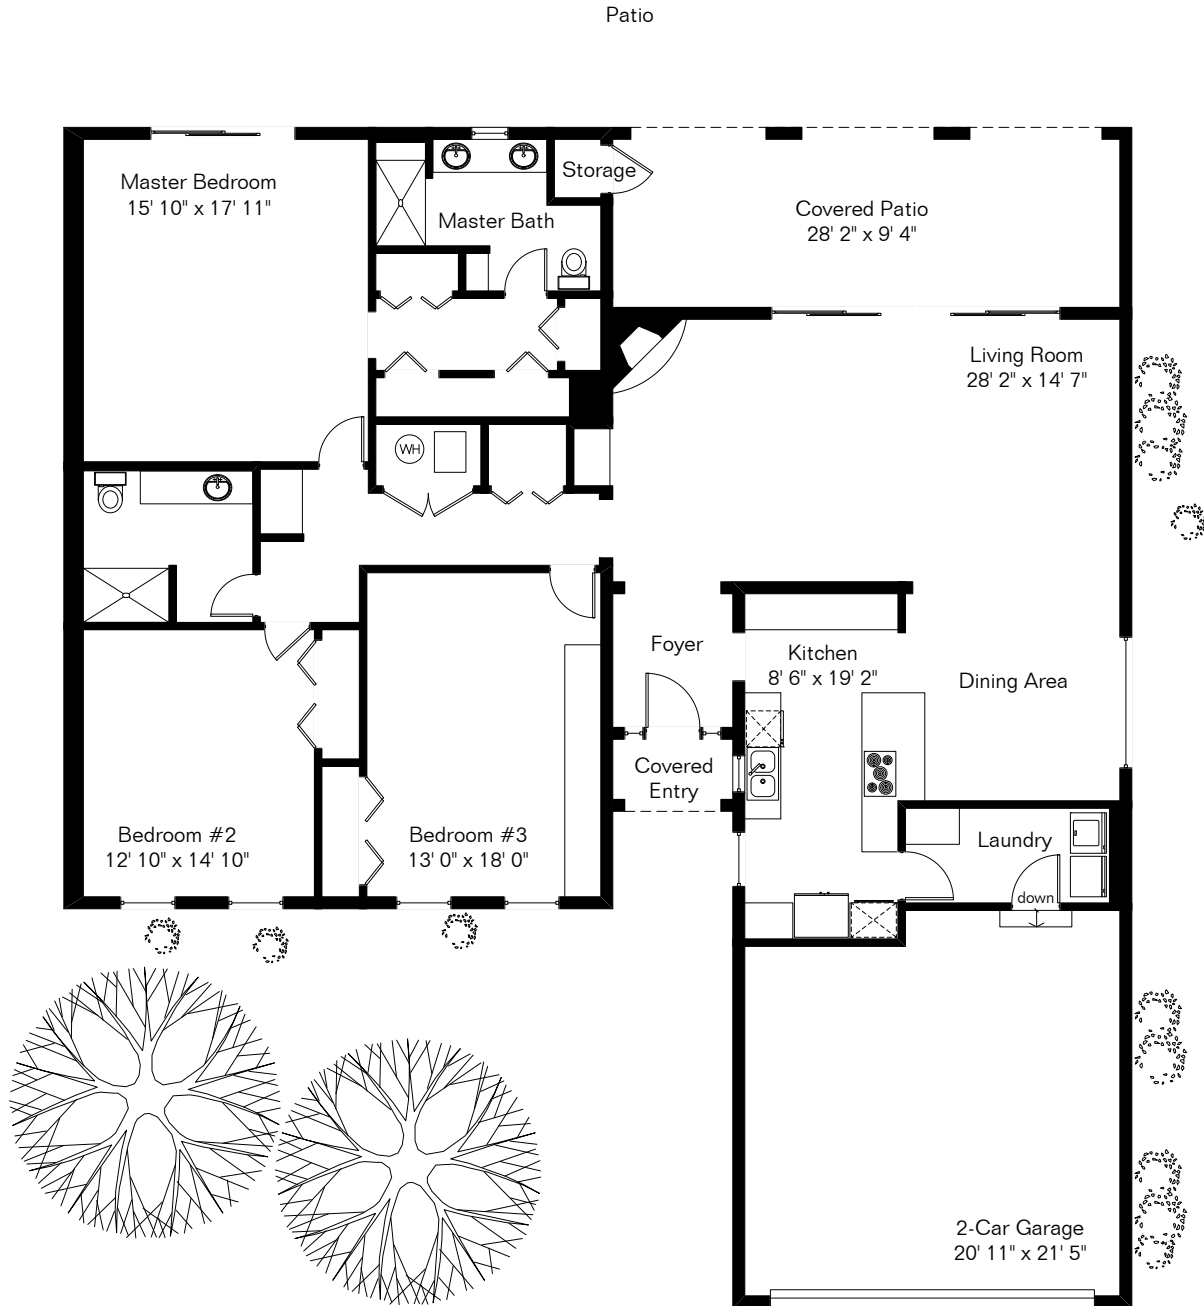 Patio
Master Bedroom
15' 10" x 17' 11"
Storage
Master Bath
Covered Patio
28' 2" x 9' 4"
Living Room
28' 2" x 14' 7"
WH
Foyer
Kitchen
8' 6" x 19' 2"
Dining Area
Covered
Entry
Bedroom #2
12' 10" x 14' 10"
Bedroom #3
13' 0" x 18' 0"
Laundry
down
2-Car Garage
20' 11" x 21' 5"